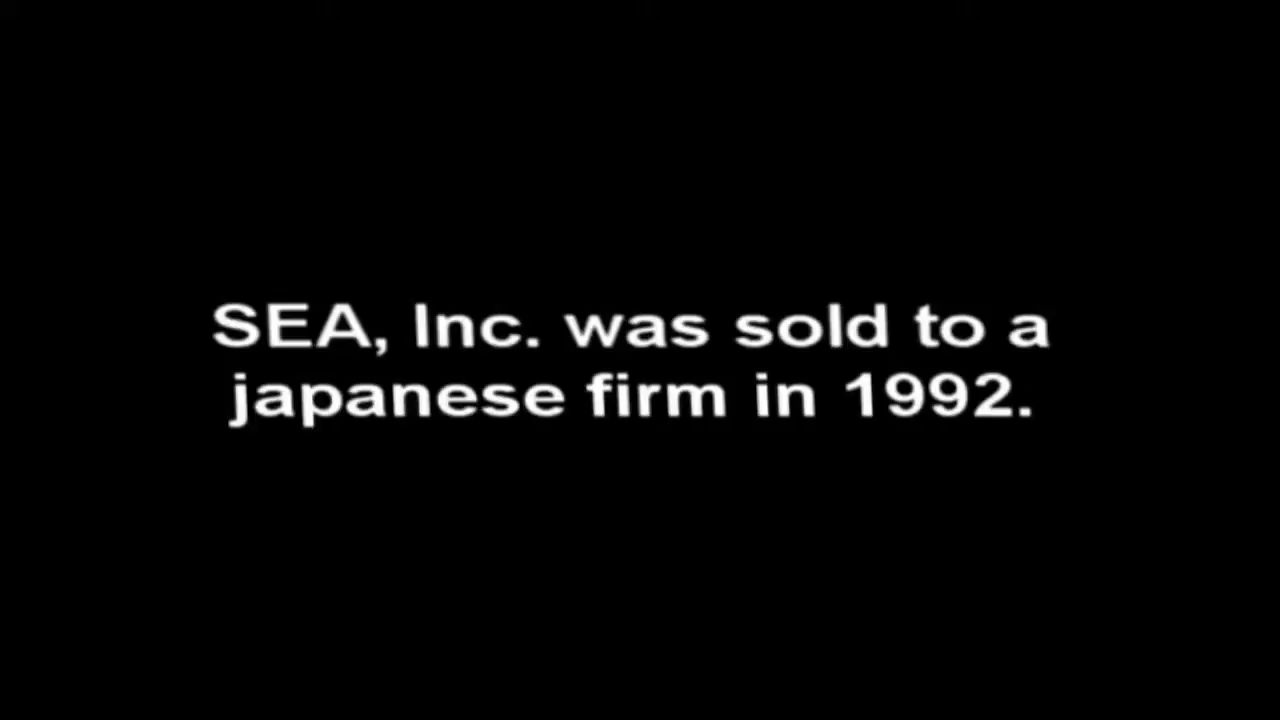 SEA, Inc. was sold to a
japanese firm in 1992.